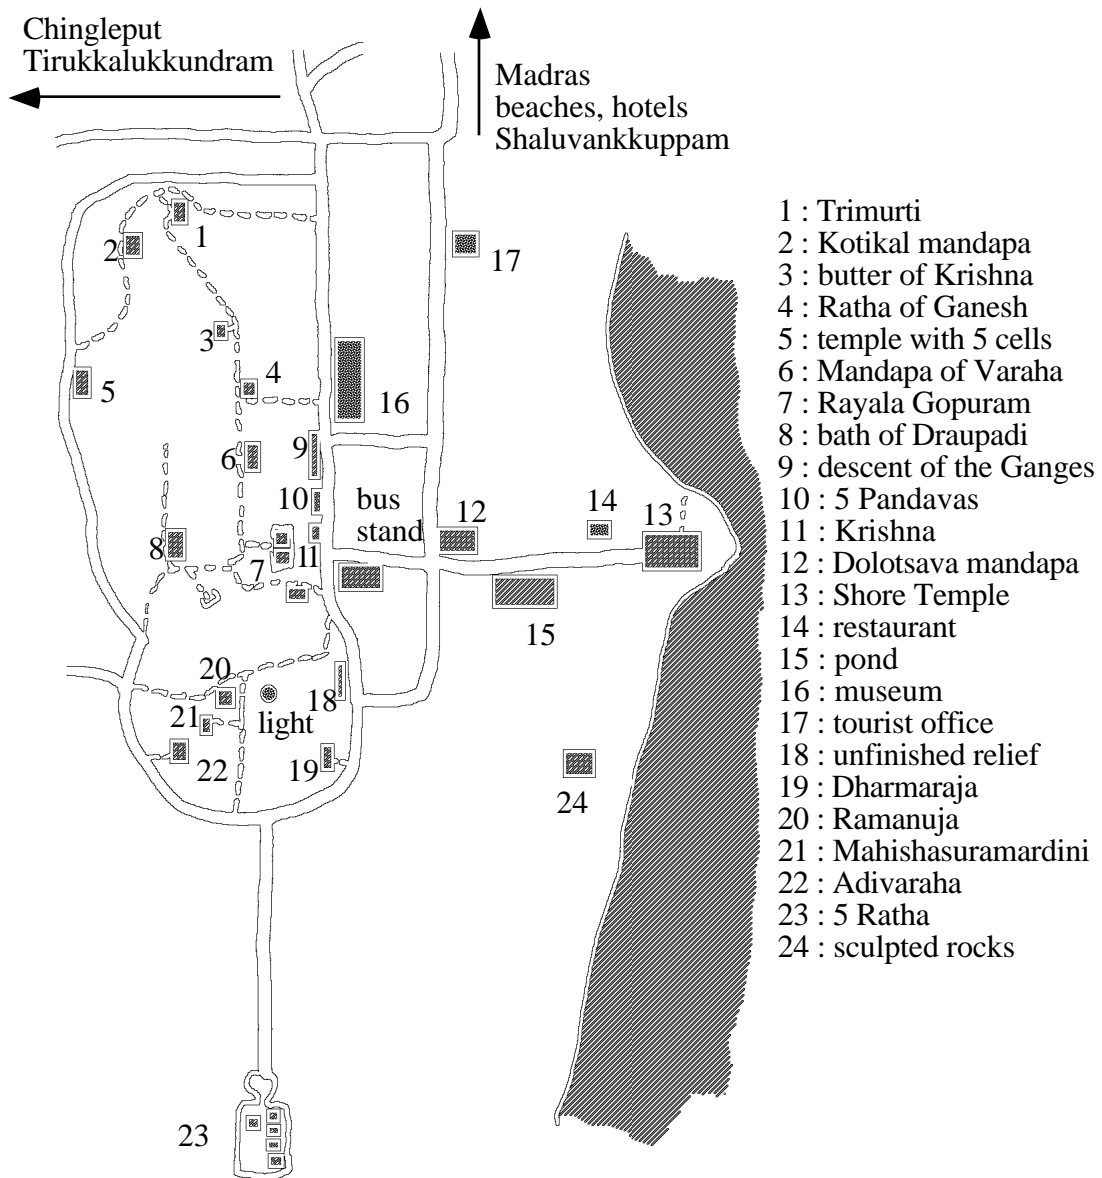 Chingleput
Tirukkalukkundram
Madras
beaches, hotels
Shaluvankkuppam
1
2
17
3
4
5
16
9
6
10
bus
stand
12
14
13
8
7
11
15
20
18
21
light
22
19
24
23
1 : Trimurti
2 : Kotikal mandapa
3 : butter of Krishna
4 : Ratha of Ganesh
5 : temple with 5 cells
6 : Mandapa of Varaha
7 : Rayala Gopuram
8 : bath of Draupadi
9 : descent of the Ganges
10 : 5 Pandavas
11 : Krishna
12 : Dolotsava mandapa
13 : Shore Temple
14 : restaurant
15 : pond
16 : museum
17 : tourist office
18 : unfinished relief
19 : Dharmaraja
20 : Ramanuja
21 : Mahishasuramardini
22 : Adivaraha
23 : 5 Ratha
24 : sculpted rocks